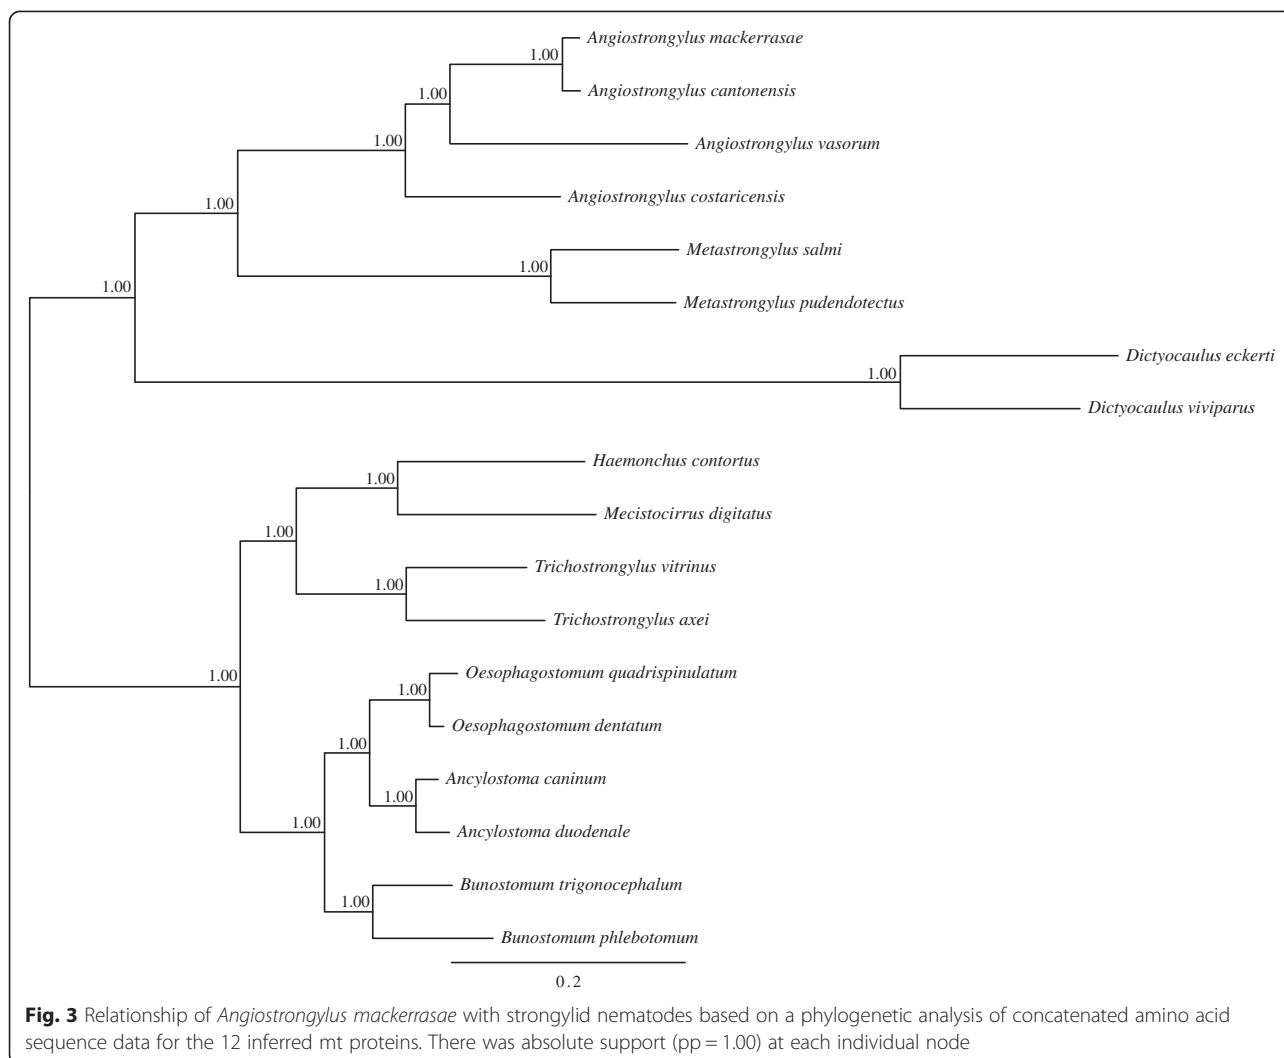 1.00
Angiostrongylus mackerrasae
1.00
Angiostrongylus cantonensis
1.00
Angiostrongylus vasorum
1.00
Angiostrongylus costaricensis
1.00
Metastrongylus salmi
1.00
Metastrongylus pudendotectus
1.00
Dictyocaulus eckerti
1.00
Dictyocaulus viviparus
Haemonchus contortus
1.00
Mecistocirrus digitatus
1.00
Trichostrongylus vitrinus
1.00
Trichostrongylus axei
1.00
Oesophagostomum quadrispinulatum
1.00
Oesophagostomum dentatum
1.00
Ancylostoma caninum
1.00
Ancylostoma duodenale
1.00
Bunostomum trigonocephalum
1.00
Bunostomum phlebotomum
0.2
Fig. 3 Relationship of Angiostrongylus mackerrasae with strongylid nematodes based on a phylogenetic analysis of concatenated amino acid
sequence data for the 12 inferred mt proteins. There was absolute support (pp = 1.00) at each individual node